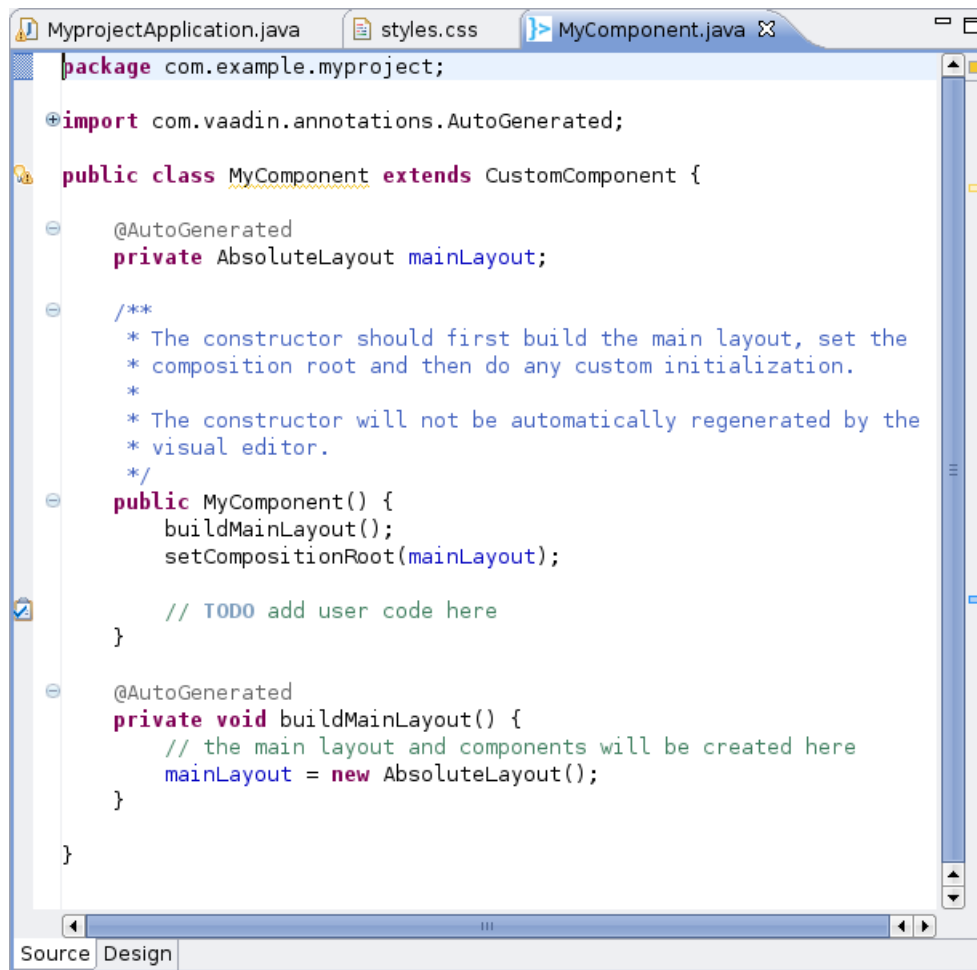 MyprojectApplication.java styles.css MyComponent.java
package com.example.myproject;
import com.vaadin.annotations.AutoGenerated;
public class MyComponent extends CustomComponent {
@AutoGenerated
private AbsoluteLayout mainLayout;
/**
* The constructor should first build the main layout, set the
* composition root and then do any custom initialization.
*
* The constructor will not be automatically regenerated by the
* visual editor.
*/
public MyComponent() {
buildMainLayout();
setCompositionRoot(mainLayout);
// TODO add user code here
}
@AutoGenerated
private void buildMainLayout() {
// the main layout and components will be created here
mainLayout = new AbsoluteLayout();
}
}
Source Design